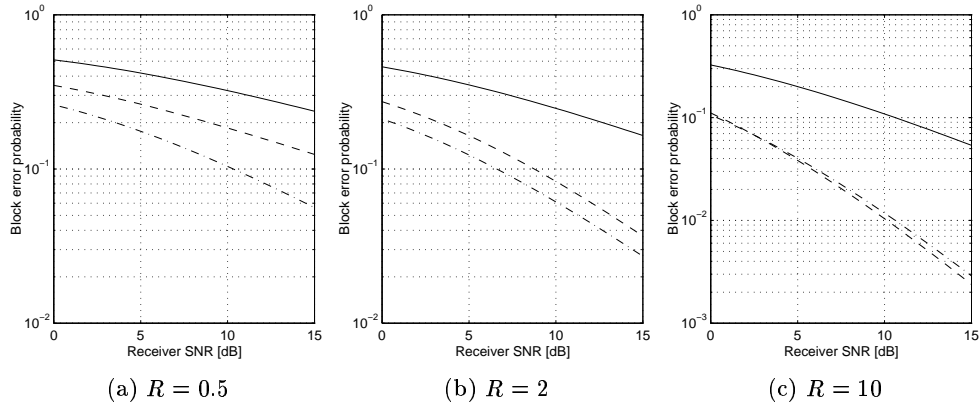 10^0
10^-1
10^-2
Block error probability
0 5 10 15
Receiver SNR [dB]
(a) R = 0.5
10^0
10^-1
10^-2
Block error probability
0 5 10 15
Receiver SNR [dB]
(b) R = 2
10^0
10^-1
10^-2
10^-3
Block error probability
0 5 10 15
Receiver SNR [dB]
(c) R = 10